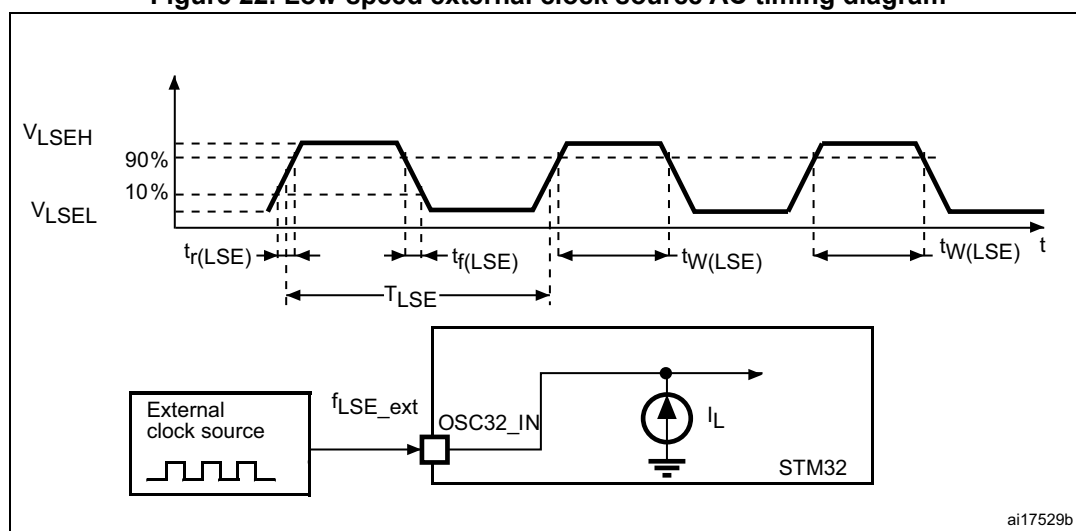 Figure 22. Low-speed external clock source AC timing diagram
VLSEH
90%
10%
VLSEL
tr(LSE)
tf(LSE)
tW(LSE)
tW(LSE)
t
TLSE
External
clock source
fLSE_ext
OSC32_IN
IL
STM32
ai17529b